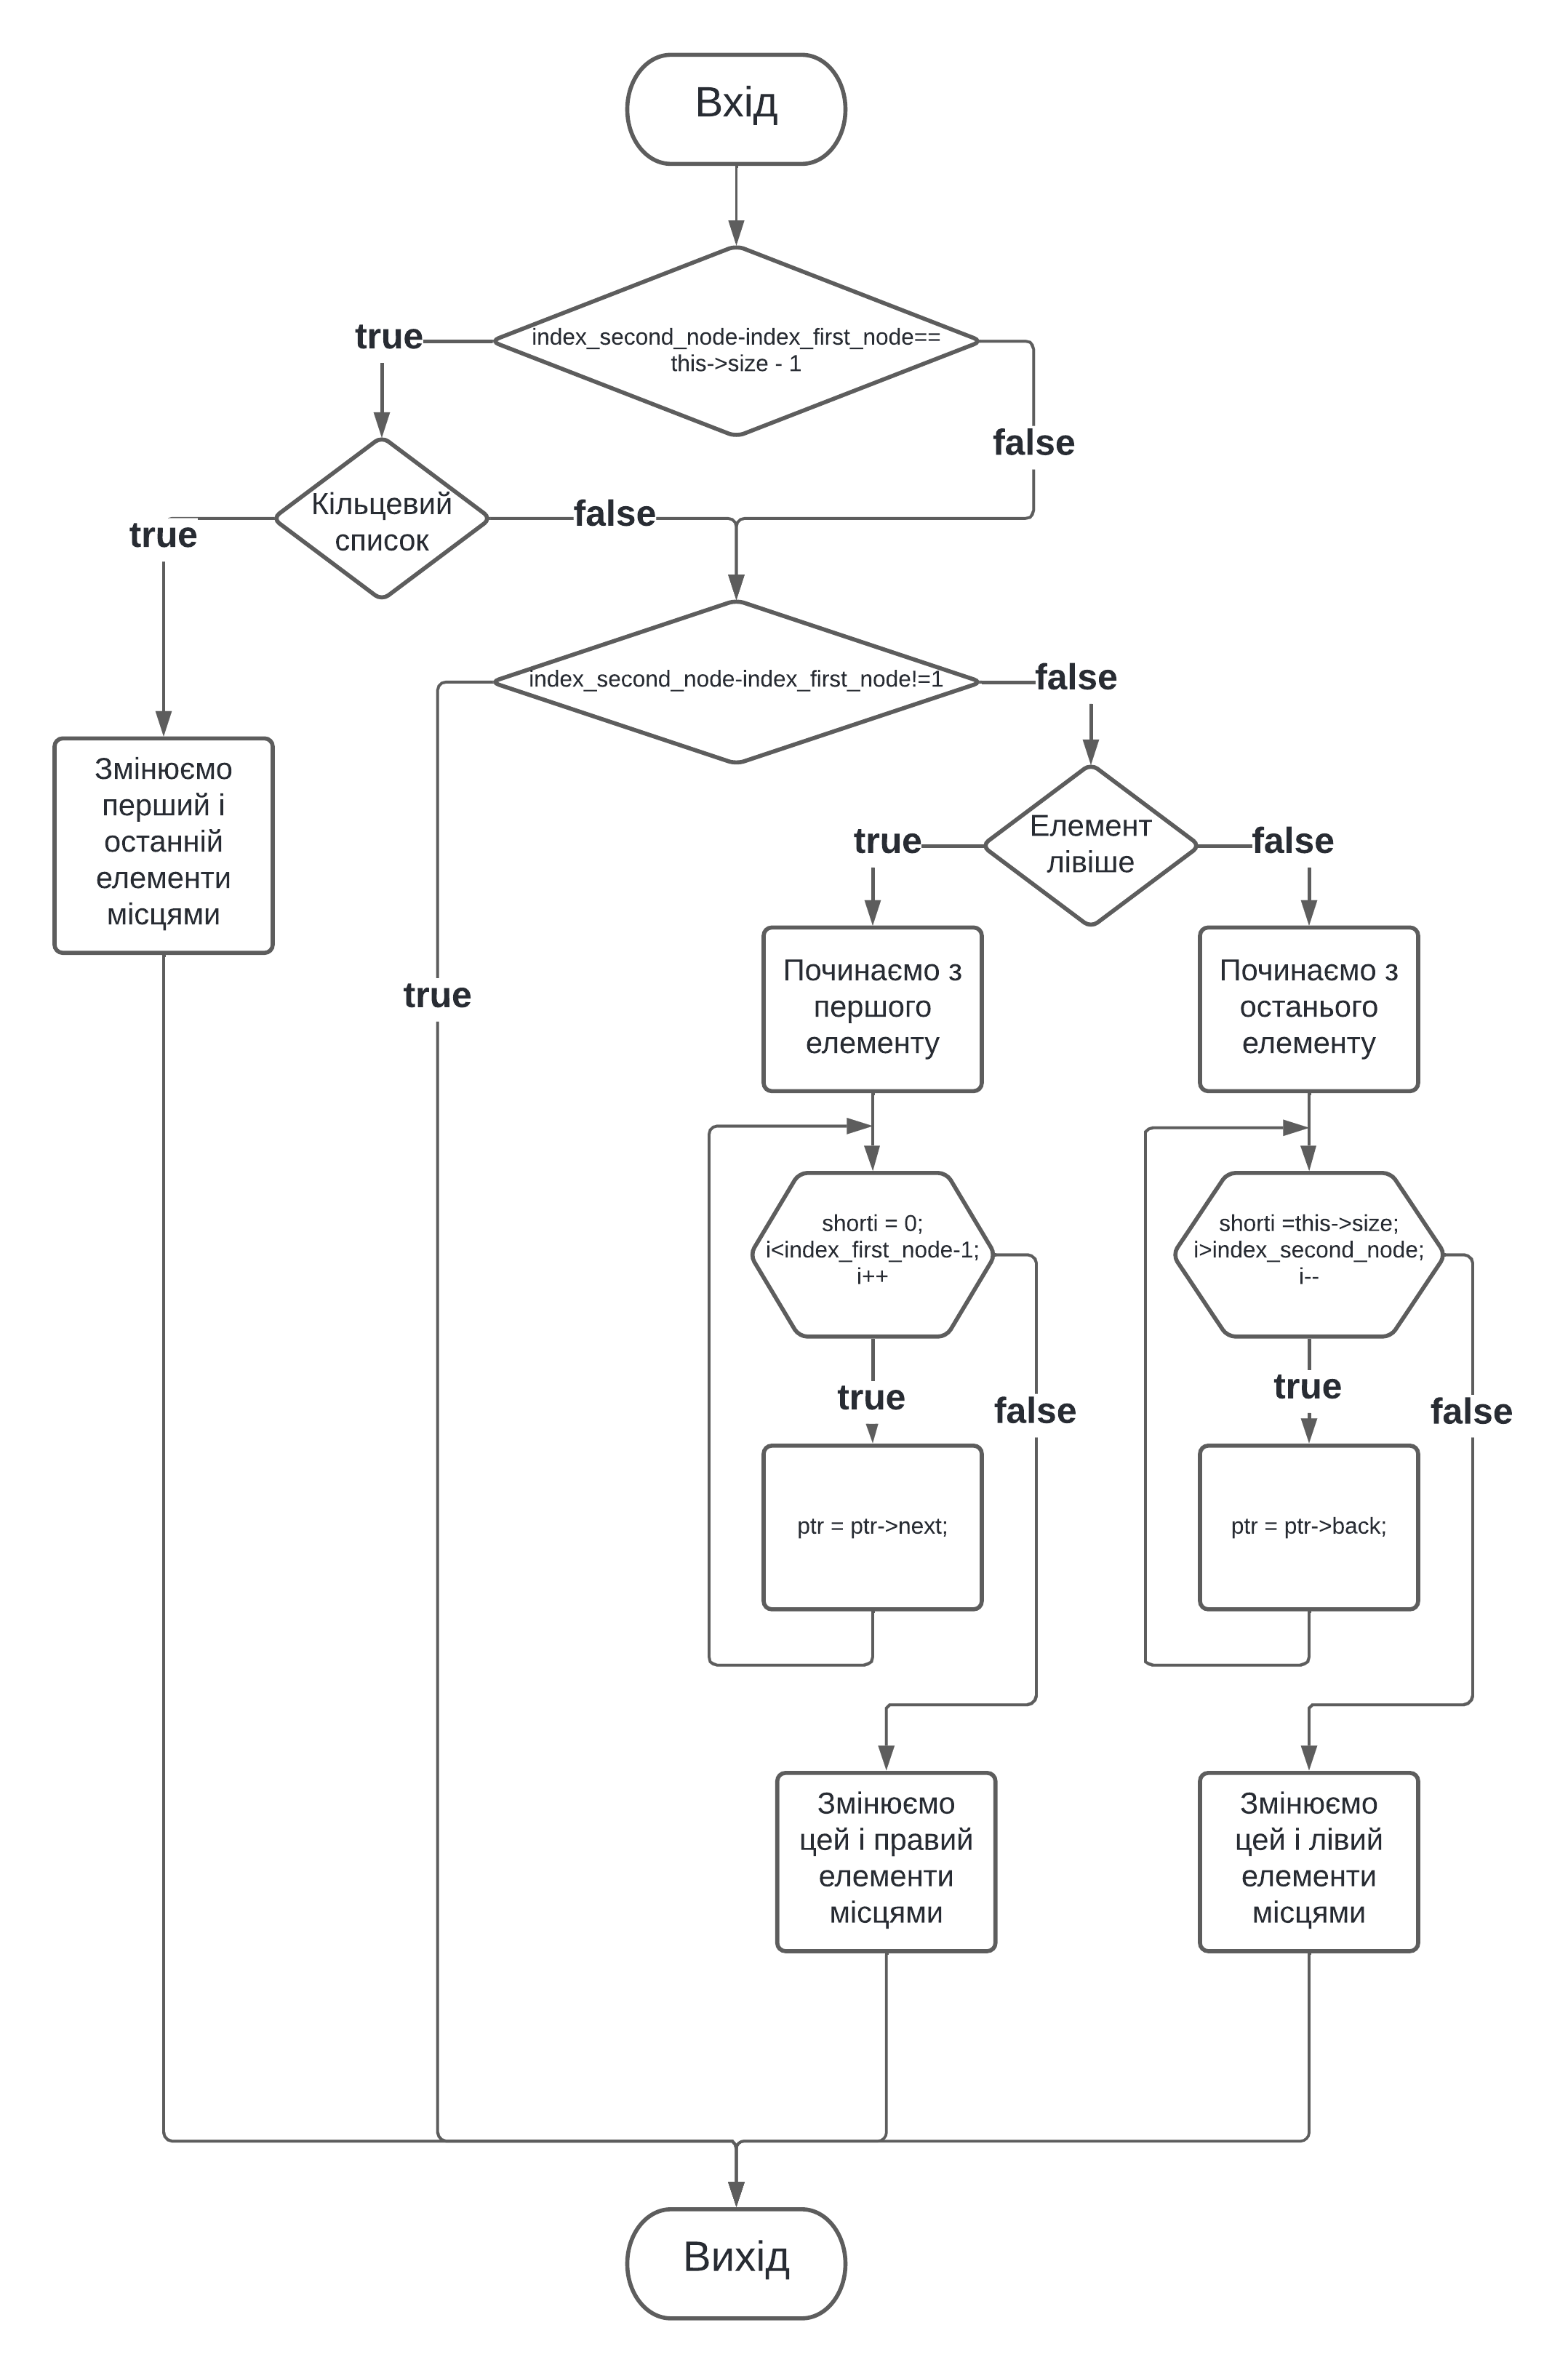 Вхід
index_second_node-index_first_node==
this->size - 1
true
false
Кільцевий
список
true
false
index_second_node-index_first_node!=1
true
false
Змінюємо
перший і
останній
елементи
місцями
Елемент
лівіше
true
false
Починаємо з
першого
елементу
Починаємо з
останього
елементу
shorti = 0;
i<index_first_node-1;
i++
shorti =this->size;
i>index_second_node;
i--
true
false
true
false
ptr = ptr->next;
ptr = ptr->back;
Змінюємо
цей і правий
елементи
місцями
Змінюємо
цей і лівий
елементи
місцями
Вихід